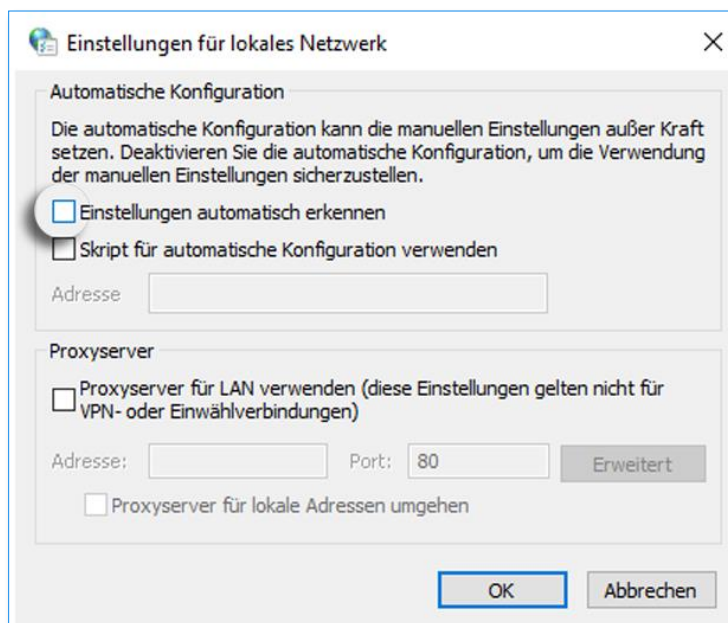 Einstellungen für lokales Netzwerk
Automatische Konfiguration
Die automatische Konfiguration kann die manuellen Einstellungen außer Kraft
setzen. Deaktivieren Sie die automatische Konfiguration, um die Verwendung
der manuellen Einstellungen sicherzustellen.
Einstellungen automatisch erkennen
Skript für automatische Konfiguration verwenden
Adresse
Proxyserver
Proxyserver für LAN verwenden (diese Einstellungen gelten nicht für
VPN- oder Einwählverbindungen)
Adresse: Port: 80 Erweitert
Proxyserver für lokale Adressen umgehen
OK Abbrechen